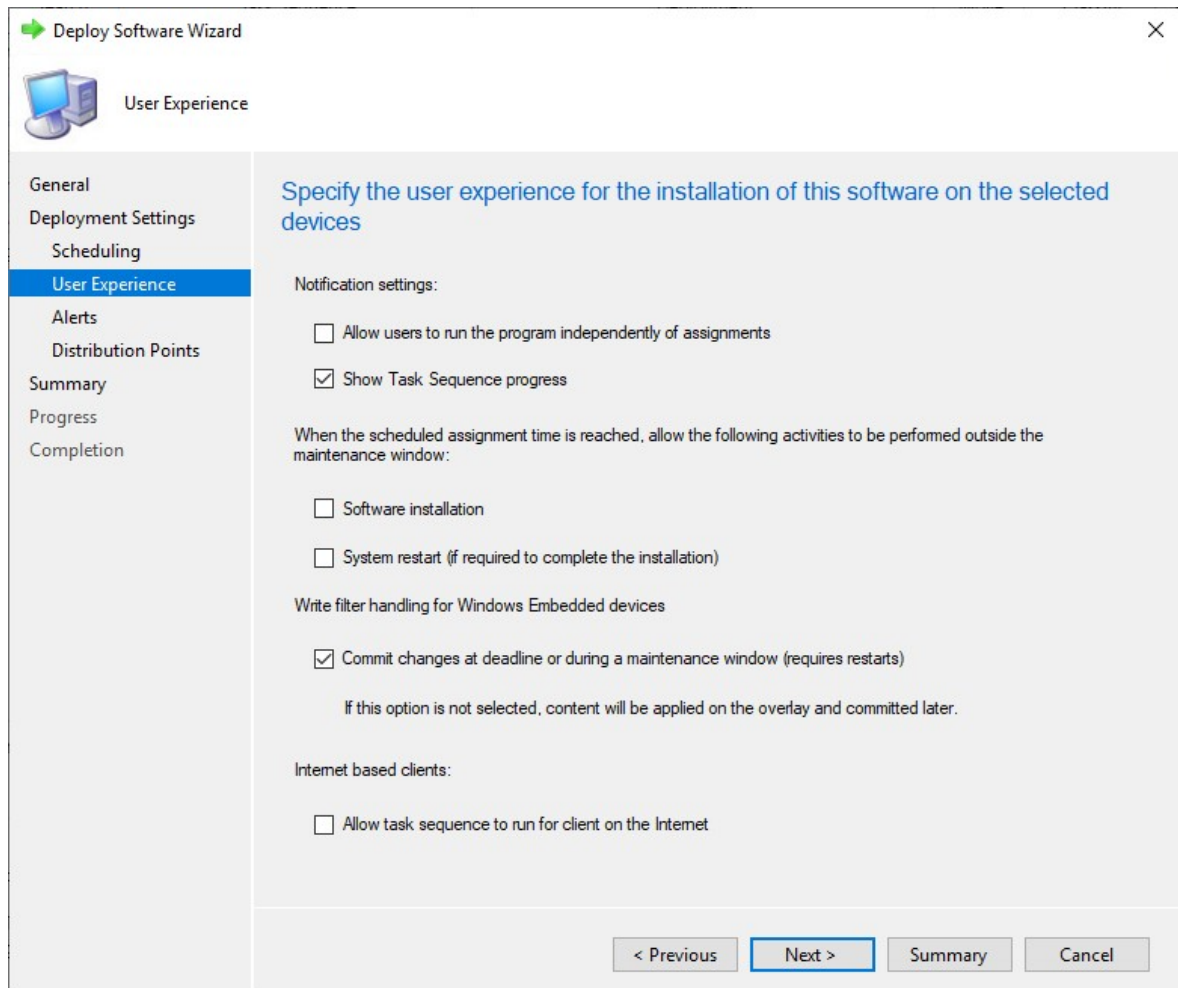 Deploy Software Wizard
User Experience
General
Deployment Settings
Scheduling
User Experience
Alerts
Distribution Points
Summary
Progress
Completion
Specify the user experience for the installation of this software on the selected
devices
Notification settings:
Allow users to run the program independently of assignments
Show Task Sequence progress
When the scheduled assignment time is reached, allow the following activities to be performed outside the
maintenance window:
Software installation
System restart (if required to complete the installation)
Write filter handling for Windows Embedded devices
Commit changes at deadline or during a maintenance window (requires restarts)
If this option is not selected, content will be applied on the overlay and committed later.
Internet based clients:
Allow task sequence to run for client on the Internet
< Previous
Next >
Summary
Cancel